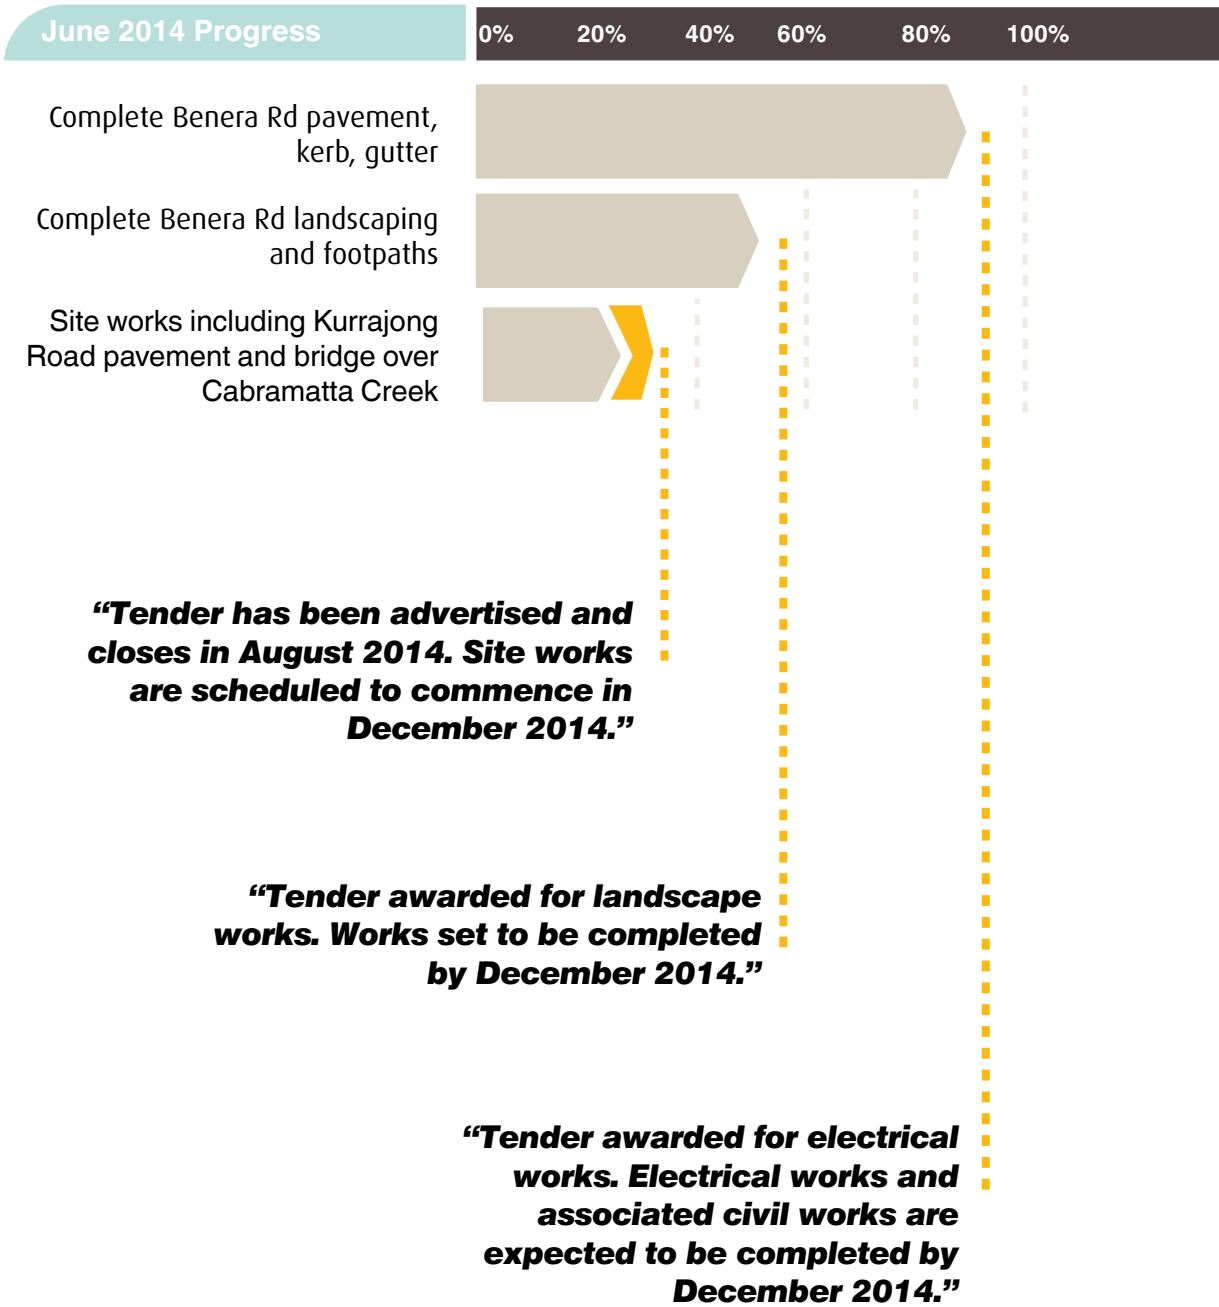 June 2014 Progress
0% 20% 40% 60% 80% 100%
Complete Benera Rd pavement,
kerb, gutter
Complete Benera Rd landscaping
and footpaths
Site works including Kurrajong
Road pavement and bridge over
Cabramatta Creek
“Tender has been advertised and
closes in August 2014. Site works
are scheduled to commence in
December 2014.”
“Tender awarded for landscape
works. Works set to be completed
by December 2014.”
“Tender awarded for electrical
works. Electrical works and
associated civil works are
expected to be completed by
December 2014.”